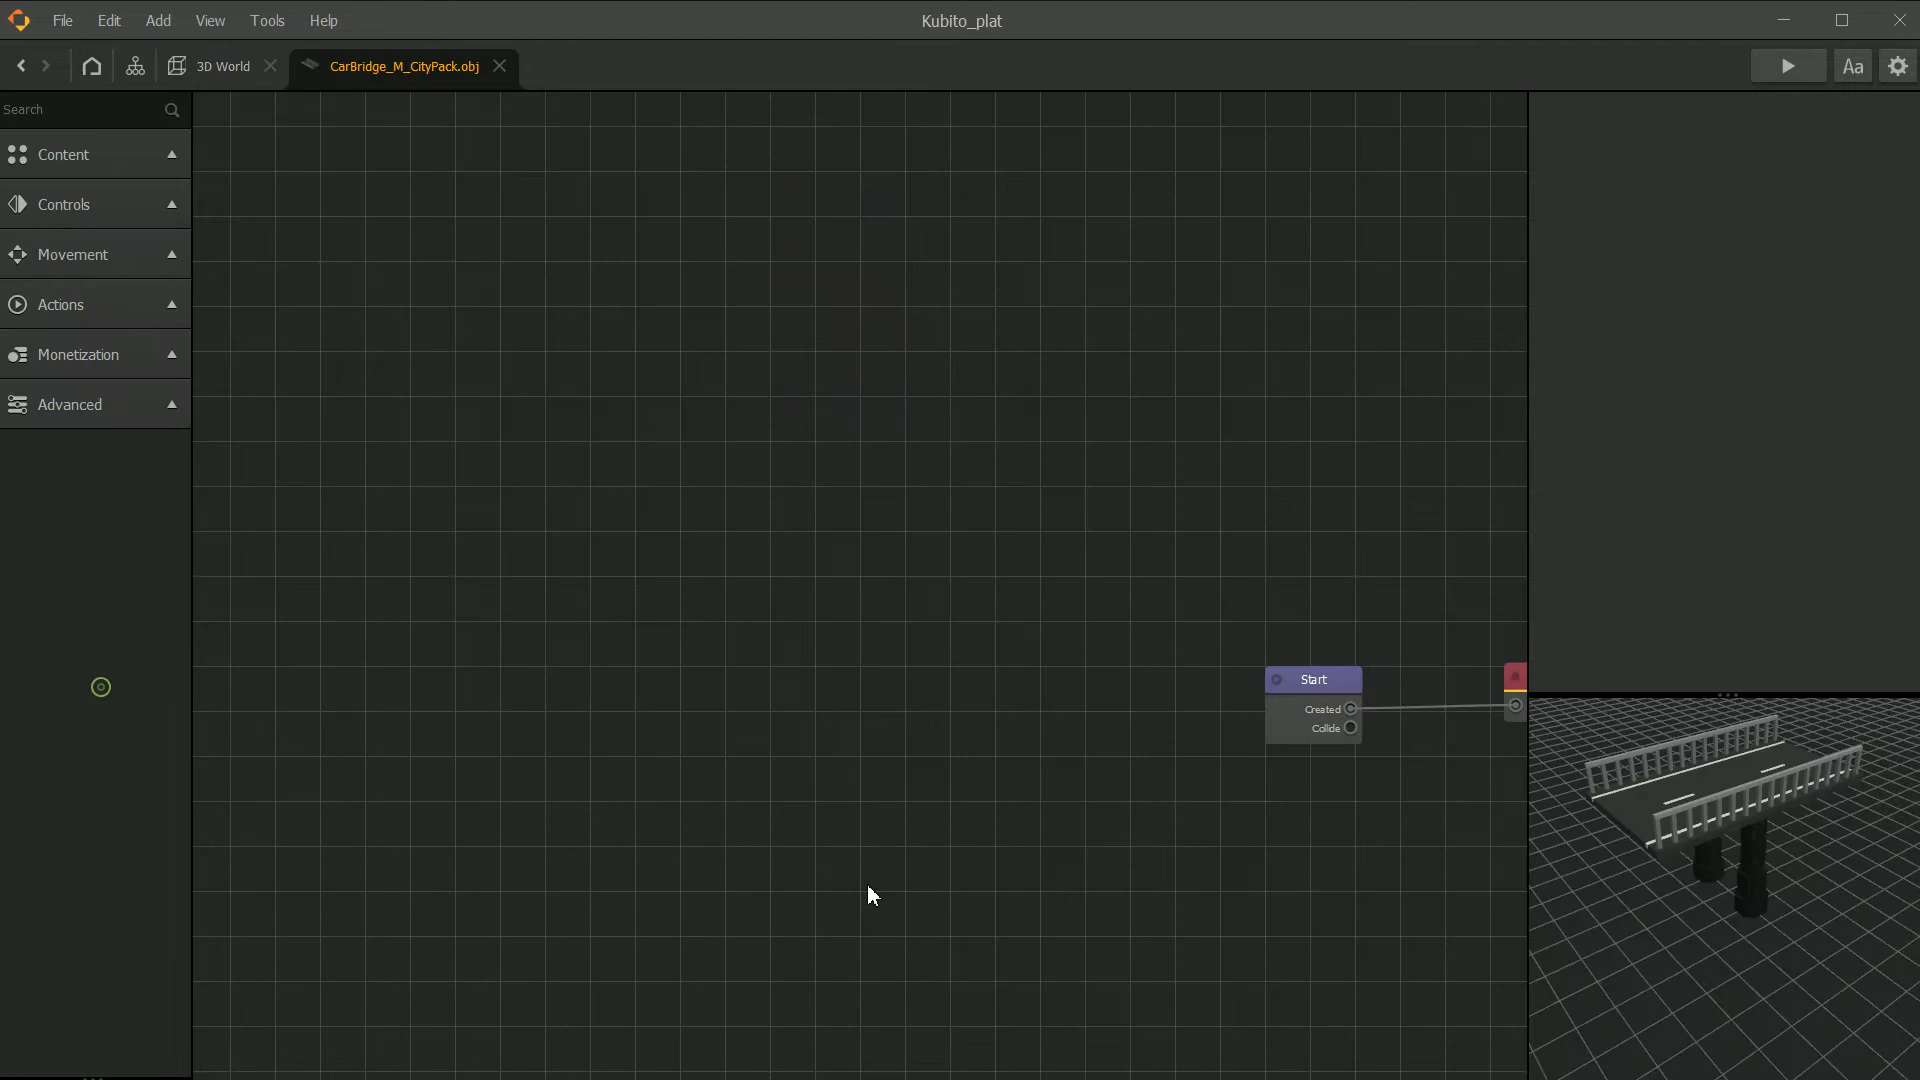 File Edit Add View Tools Help
Kubito_plat
3D World
CarBridge_M_CityPack.obj
Aa
Search
Content
Controls
Movement
Actions
Monetization
Advanced
Start
Created
Collide